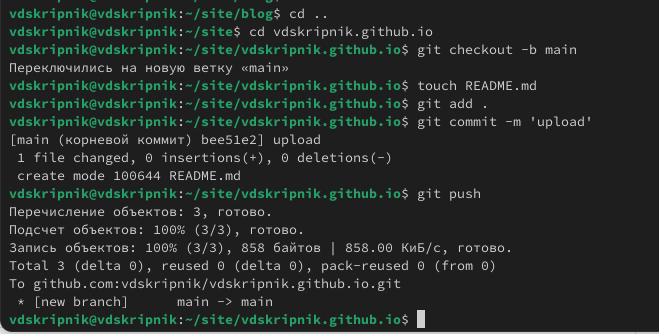 vdskripnik@vdskripnik:~/site/blog$ cd ..
vdskripnik@vdskripnik:~/site$ cd vdskripnik.github.io
vdskripnik@vdskripnik:~/site/vdskripnik.github.io$ git checkout -b main
Переключились на новую ветку «main»
vdskripnik@vdskripnik:~/site/vdskripnik.github.io$ touch README.md
vdskripnik@vdskripnik:~/site/vdskripnik.github.io$ git add .
vdskripnik@vdskripnik:~/site/vdskripnik.github.io$ git commit -m 'upload'
[main (корневой коммит) bee51e2] upload
 1 file changed, 0 insertions(+), 0 deletions(-)
 create mode 100644 README.md
vdskripnik@vdskripnik:~/site/vdskripnik.github.io$ git push
Перечисление объектов: 3, готово.
Подсчет объектов: 100% (3/3), готово.
Запись объектов: 100% (3/3), 858 байтов | 858.00 КиБ/с, готово.
Total 3 (delta 0), reused 0 (delta 0), pack-reused 0 (from 0)
To github.com:vdskripnik/vdskripnik.github.io.git
 * [new branch]      main -> main
vdskripnik@vdskripnik:~/site/vdskripnik.github.io$